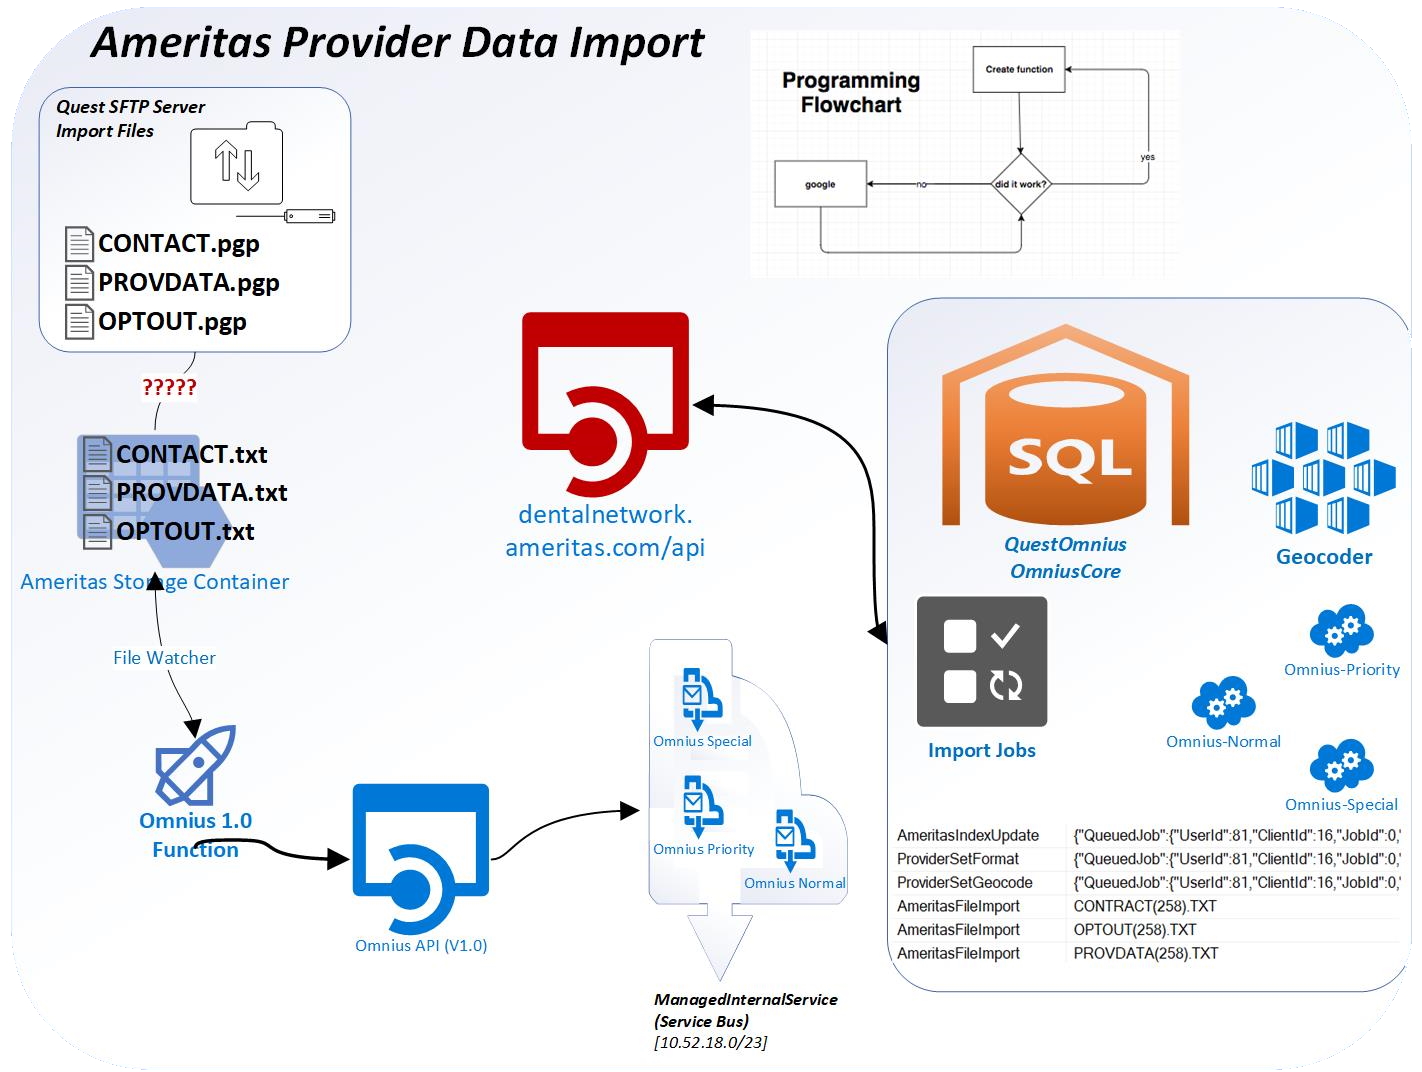 Ameritas Provider Data Import
Quest SFTP Server
Import Files
CONTACT.pgp
PROVDATA.pgp
OPTOUT.pgp
?????
CONTACT.txt
PROVDATA.txt
OPTOUT.txt
Ameritas Storage Container
File Watcher
Omnius 1.0
Function
Omnius API (V1.0)
Programming
Flowchart
Create function
yes
did it work?
no
google
dentalnetwork.
ameritas.com/api
Omnius Special
Omnius Priority
Omnius Normal
ManagedInternalService
(Service Bus)
[10.52.18.0/23]
SQL
QuestOmnius
OmniusCore
Geocoder
Import Jobs
Omnius-Priority
Omnius-Normal
Omnius-Special
AmeritasIndexUpdate {"QueuedJob":{"UserId":81,"ClientId":16,"JobId":0,"
ProviderSetFormat {"QueuedJob":{"UserId":81,"ClientId":16,"JobId":0,"
ProviderSetGeocode {"QueuedJob":{"UserId":81,"ClientId":16,"JobId":0,"
AmeritasFileImport CONTRACT(258).TXT
AmeritasFileImport OPTOUT(258).TXT
AmeritasFileImport PROVDATA(258).TXT